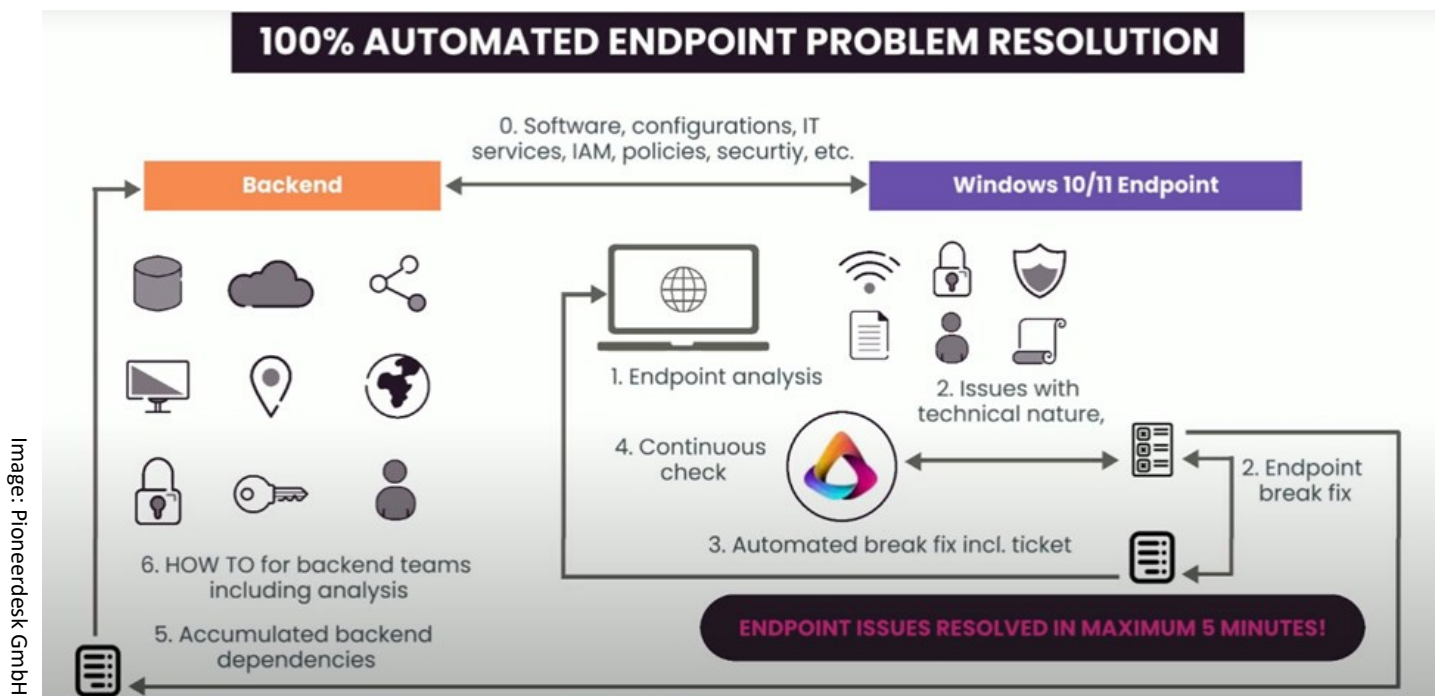 100% AUTOMATED ENDPOINT PROBLEM RESOLUTION
0. Software, configurations, IT
services, IAM, policies, securtiy, etc.
Backend
Windows 10/11 Endpoint
1. Endpoint analysis
2. Issues with
technical nature,
4. Continuous
check
2. Endpoint
break fix
3. Automated break fix incl. ticket
6. HOW TO for backend teams
including analysis
5. Accumulated backend
dependencies
ENDPOINT ISSUES RESOLVED IN MAXIMUM 5 MINUTES!
Image: Pioneerdesk GmbH